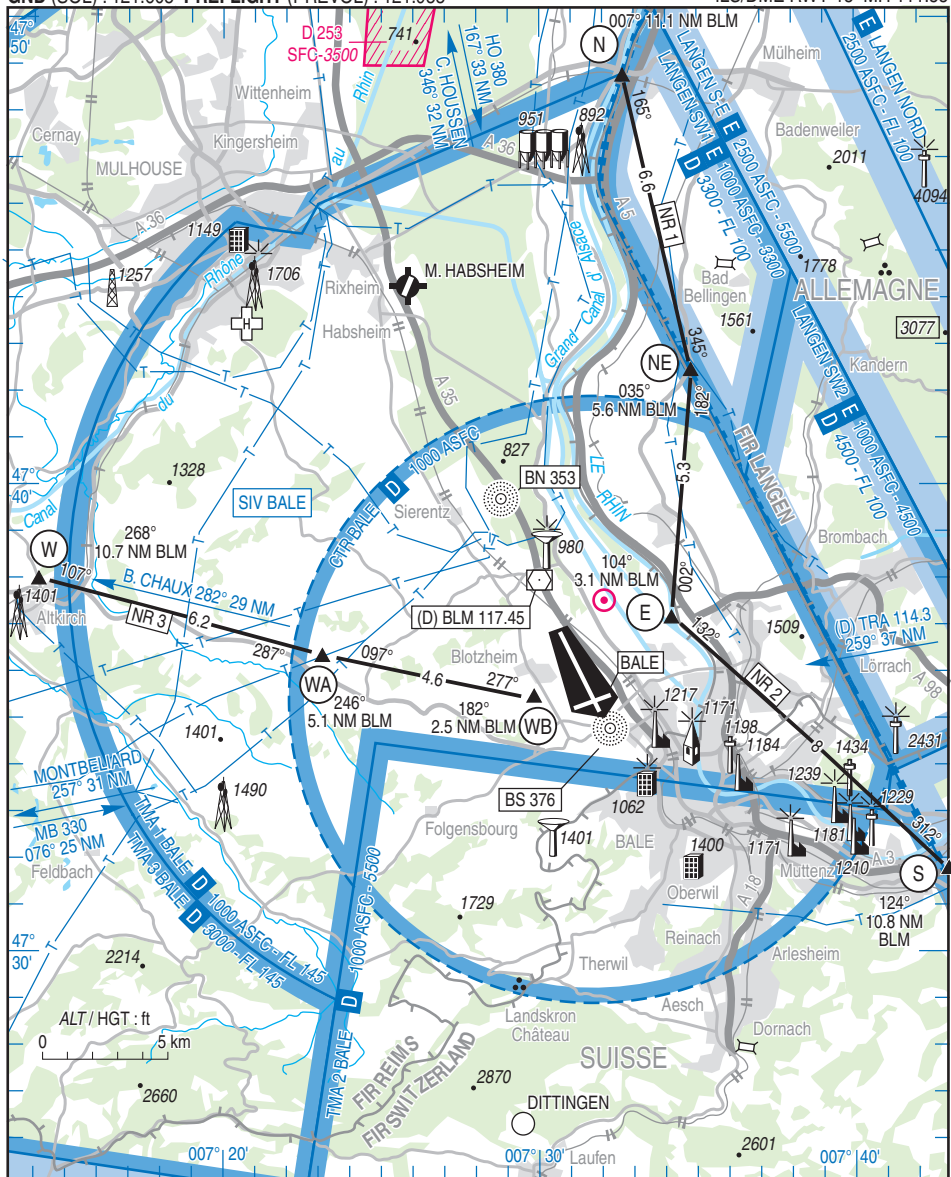 47°
50'
D 253
SFC-3500
741
Rhin
au
HO 380
167° 33 NM
C. HOUSSEN
346° 32 NM
N
007° 11.1 NM BLM
Mülheim
E
LANGEN NORD
2500 ASFC - FL 100
LANGEN S-E E 2500 ASFC - 5500
LANGEN SW1 E 1000 ASFC - 3300
D 3300 - FL 100
Wittenheim
Cernay
Kingersheim
MULHOUSE
951
892
A 36
165°
6.6
NR 1
A 5
Badenweiler
2011
4094
A.36
1149
1257
1706
Rhône
Rixheim
M. HABSHEIM
Habsheim
H
Grand Canal d'Alsace
Bad
Bellingen
1778
ALLEMAGNE
1561
3077
Kandern
LANGEN SW2 E 1000 ASFC - 4500
D 4500 - FL 100
A 35
345°
NE
182°
035°
5.6 NM BLM
FIR LANGEN
T
Canal du
47°
40'
1328
SIV BALE
CTR BALE D 1000 ASFC
Sierentz
827
BN 353
LE RHIN
5.3
Brombach
W
268°
10.7 NM BLM
107°
1401
Altkirch
B. CHAUX 282° 29 NM
NR 3
6.2
287°
980
(D) BLM 117.45
104°
3.1 NM BLM
002°
E
132°
1509
(D) TRA 114.3
259° 37 NM
Lörrach
A 98
Blotzheim
BALE
WA
246°
5.1 NM BLM
097°
4.6
277°
182°
2.5 NM BLM
WB
NR 2
8
1401
1217
1171
1198
1184
2431
1434
1239
1229
MONTBELIARD
257° 31 NM
MB 330
076° 25 NM
1490
BS 376
1062
Folgensbourg
1401
BALE
1400
Oberwil
1171
1181
1210
Muttenz
A 3
A 18
312°
S
124°
10.8 NM
BLM
Feldbach
TMA 1 BALE D 1000 ASFC - FL 145
TMA 3 BALE D 3000 - FL 145
1000 ASFC - 5500
D
TMA 2 BALE
1729
Reinach
Arlesheim
Therwil
Aesch
47°
30'
2214
ALT / HGT : ft
0 5 km
Landskron
Château
Dornach
SUISSE
FIR REIMS
FIR SWITZERLAND
2660
2870
DITTINGEN
Laufen
2601
007° 20'
007° 30'
007° 40'